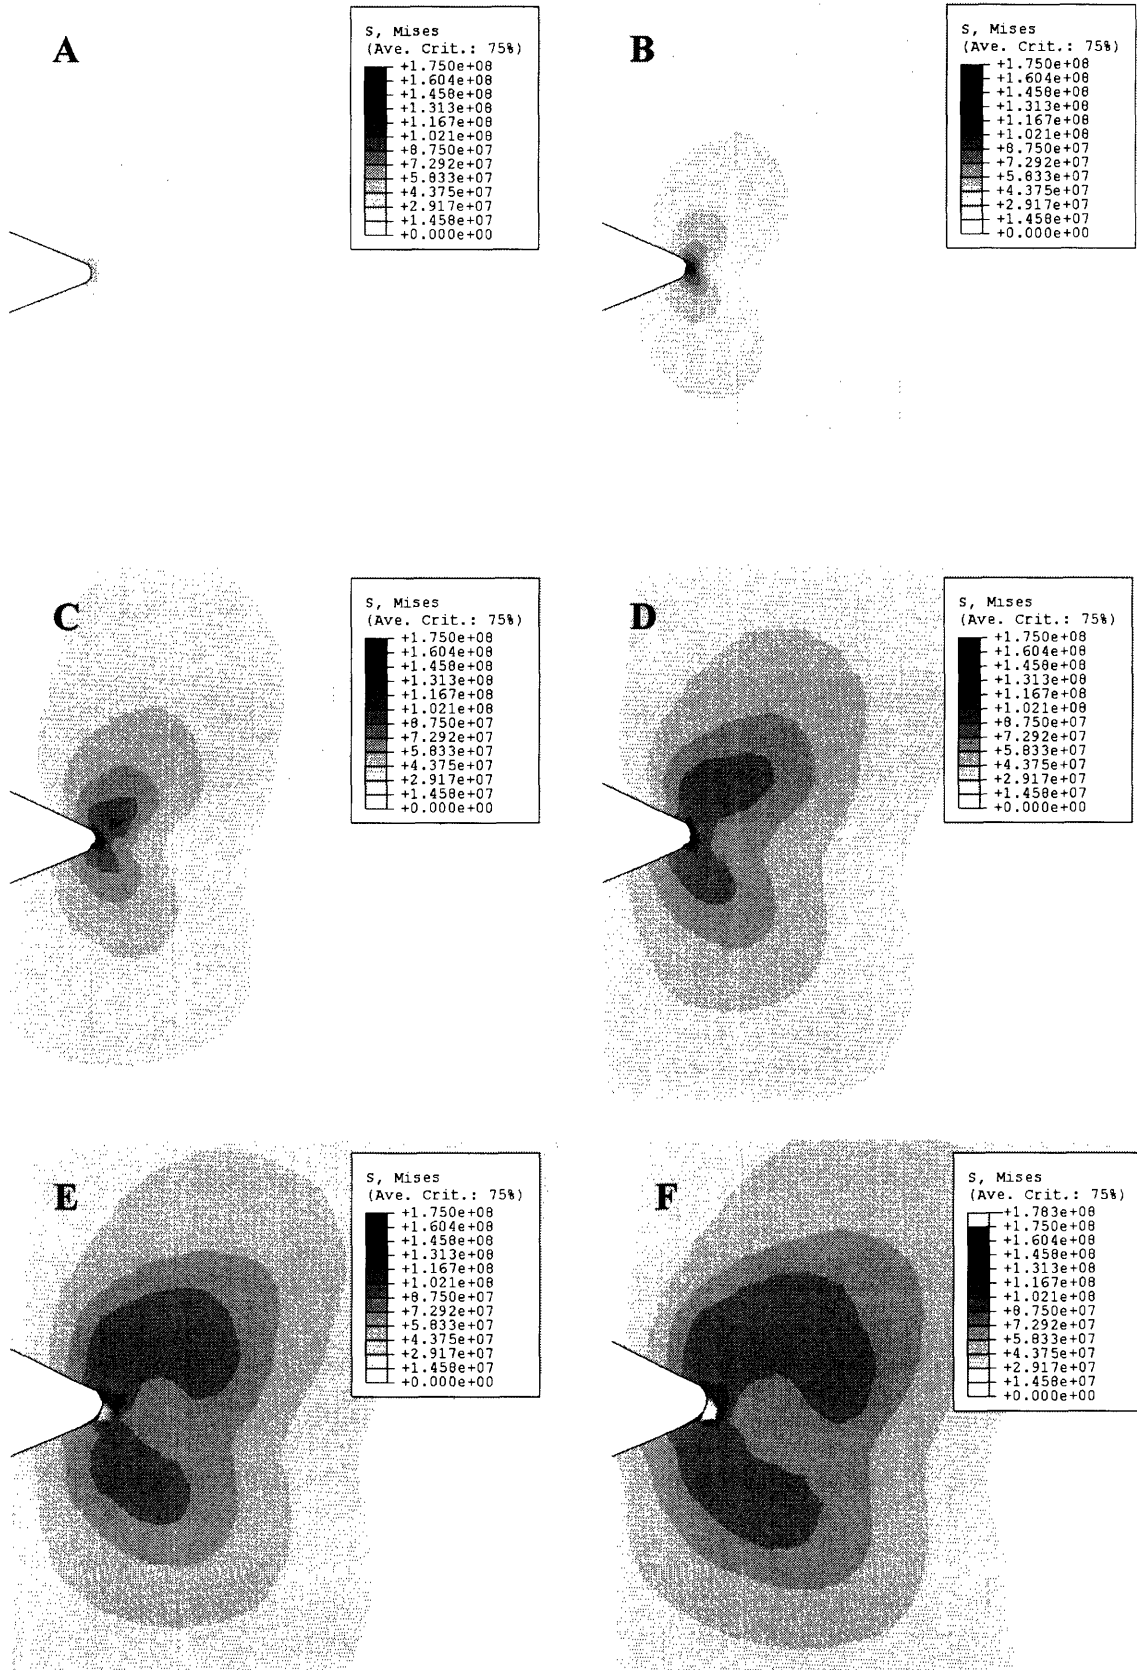 A
S, Mises
(Ave. Crit.: 75%)
+1.750e+08
+1.604e+08
+1.458e+08
+1.313e+08
+1.167e+08
+1.021e+08
+8.750e+07
+7.292e+07
+5.833e+07
+4.375e+07
+2.917e+07
+1.458e+07
+0.000e+00
B
S, Mises
(Ave. Crit.: 75%)
+1.750e+08
+1.604e+08
+1.458e+08
+1.313e+08
+1.167e+08
+1.021e+08
+8.750e+07
+7.292e+07
+5.833e+07
+4.375e+07
+2.917e+07
+1.458e+07
+0.000e+00
C
S, Mises
(Ave. Crit.: 75%)
+1.750e+08
+1.604e+08
+1.458e+08
+1.313e+08
+1.167e+08
+1.021e+08
+8.750e+07
+7.292e+07
+5.833e+07
+4.375e+07
+2.917e+07
+1.458e+07
+0.000e+00
D
S, Mises
(Ave. Crit.: 75%)
+1.750e+08
+1.604e+08
+1.458e+08
+1.313e+08
+1.167e+08
+1.021e+08
+8.750e+07
+7.292e+07
+5.833e+07
+4.375e+07
+2.917e+07
+1.458e+07
+0.000e+00
E
S, Mises
(Ave. Crit.: 75%)
+1.750e+08
+1.604e+08
+1.458e+08
+1.313e+08
+1.167e+08
+1.021e+08
+8.750e+07
+7.292e+07
+5.833e+07
+4.375e+07
+2.917e+07
+1.458e+07
+0.000e+00
F
S, Mises
(Ave. Crit.: 75%)
+1.783e+08
+1.750e+08
+1.604e+08
+1.458e+08
+1.313e+08
+1.167e+08
+1.021e+08
+8.750e+07
+7.292e+07
+5.833e+07
+4.375e+07
+2.917e+07
+1.458e+07
+0.000e+00